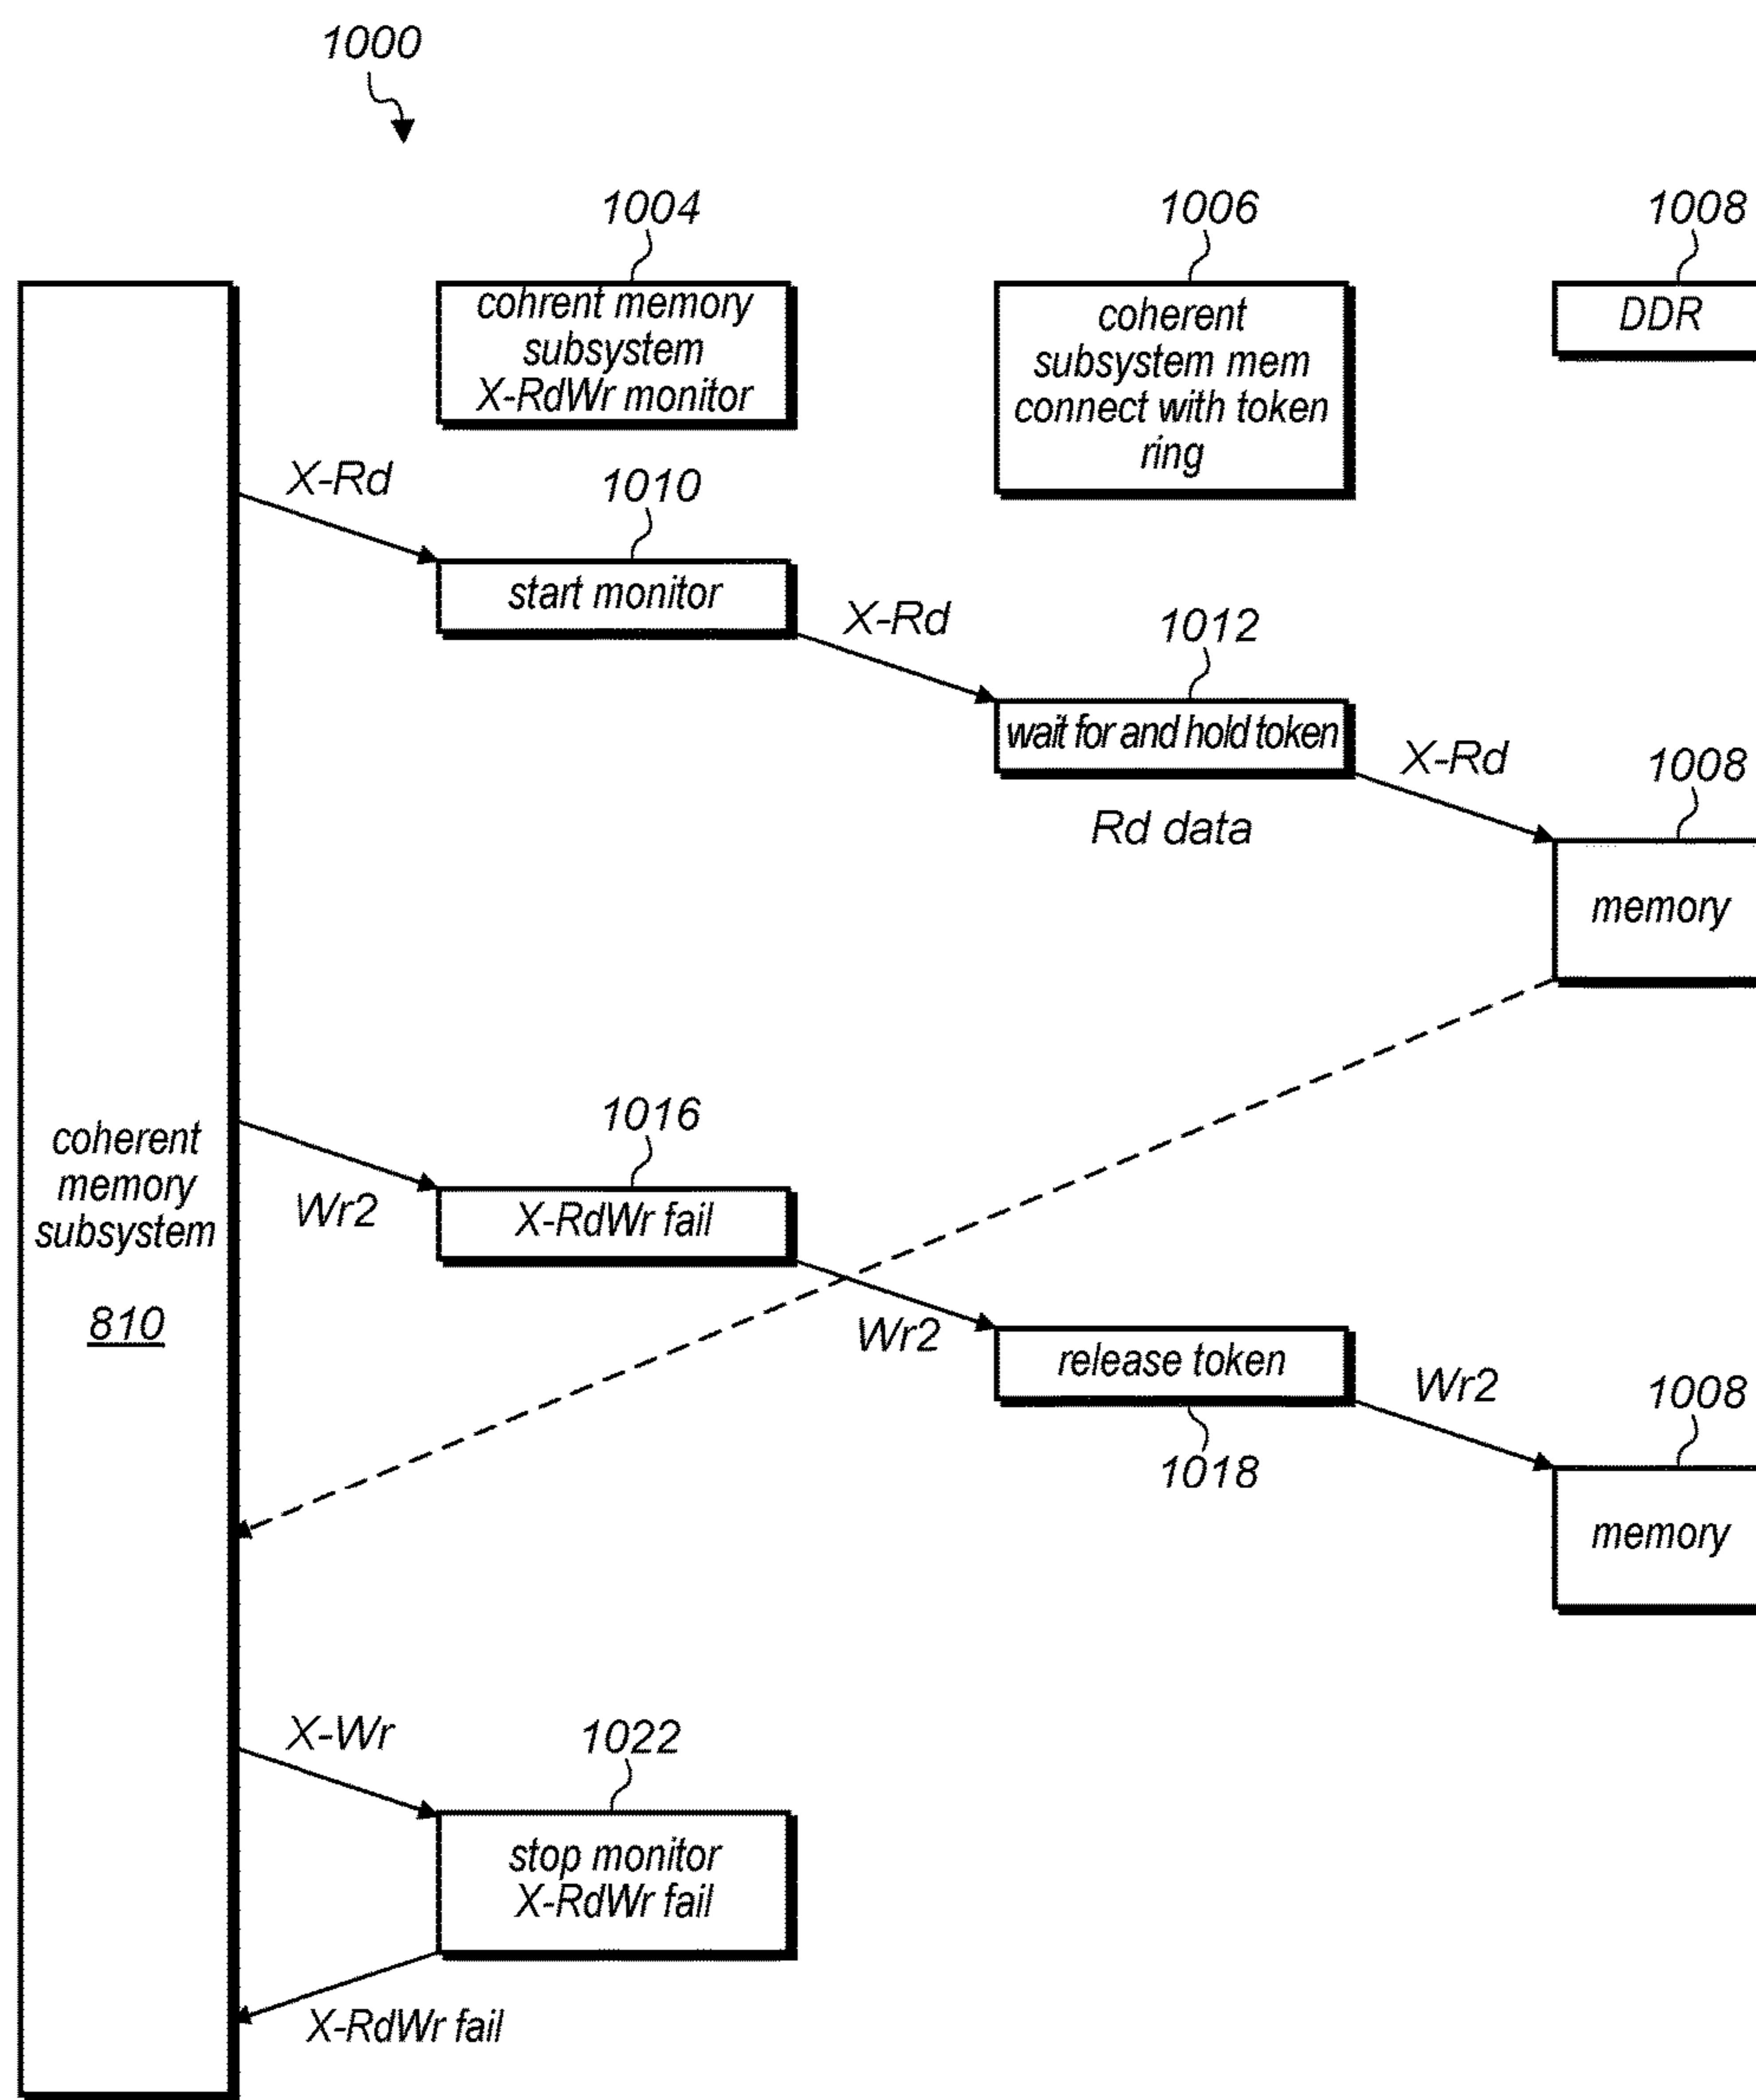 1000
1004
1006
1008
cohrent memory
subsystem
X-RdWr monitor
coherent
subsystem mem
connect with token
ring
DDR
X-Rd
1010
start monitor
X-Rd
1012
wait for and hold token
X-Rd
1008
Rd data
memory
coherent
memory
subsystem
810
1016
Wr2
X-RdWr fail
Wr2
release token
1018
Wr2
1008
memory
X-Wr
1022
stop monitor
X-RdWr fail
X-RdWr fail